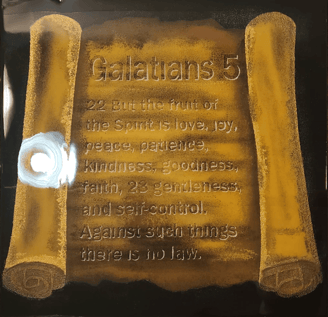 Galatians 5
22 But the fruit of
the Spirit is love, joy,
peace, patience,
kindness, goodness,
faith, 23 gentleness,
and self-control.
Against such things
there is no law.